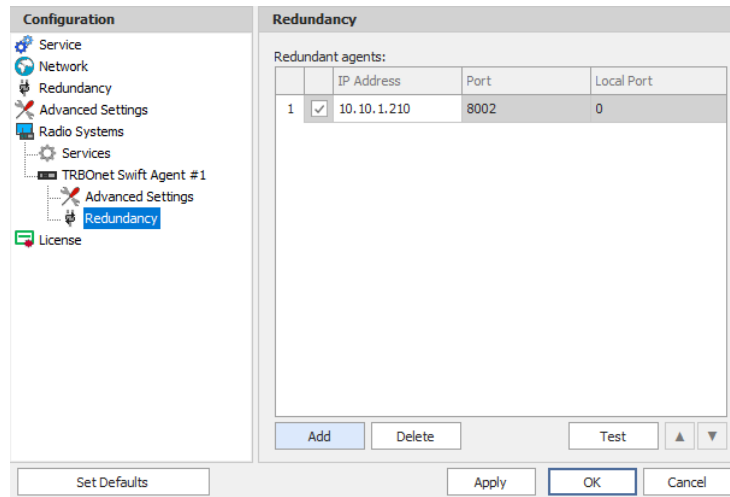 Configuration
Service
Network
Redundancy
Advanced Settings
Radio Systems
Services
TRBOnet Swift Agent #1
Advanced Settings
Redundancy
License
Redundancy
Redundant agents:
IP Address Port Local Port
1 10.10.1.210 8002 0
Add Delete Test
Set Defaults Apply OK Cancel